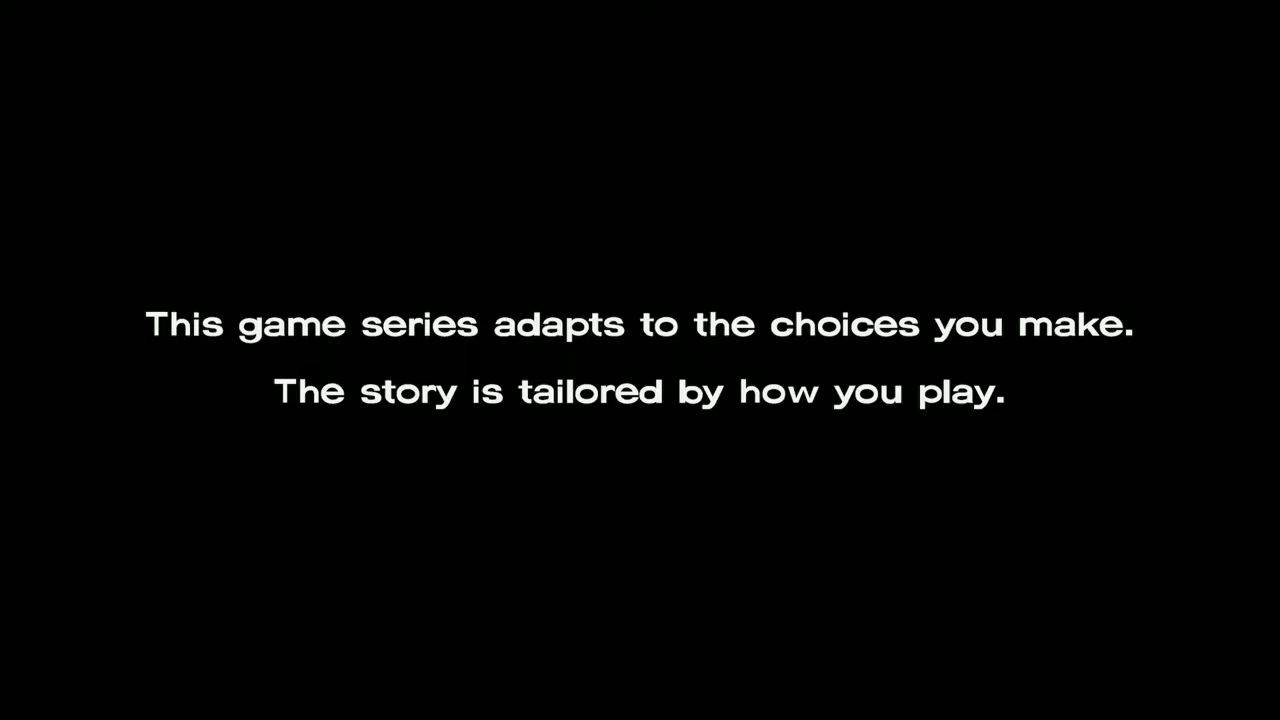 This game series adapts to the choices you make.
The story is tailored by how you play.